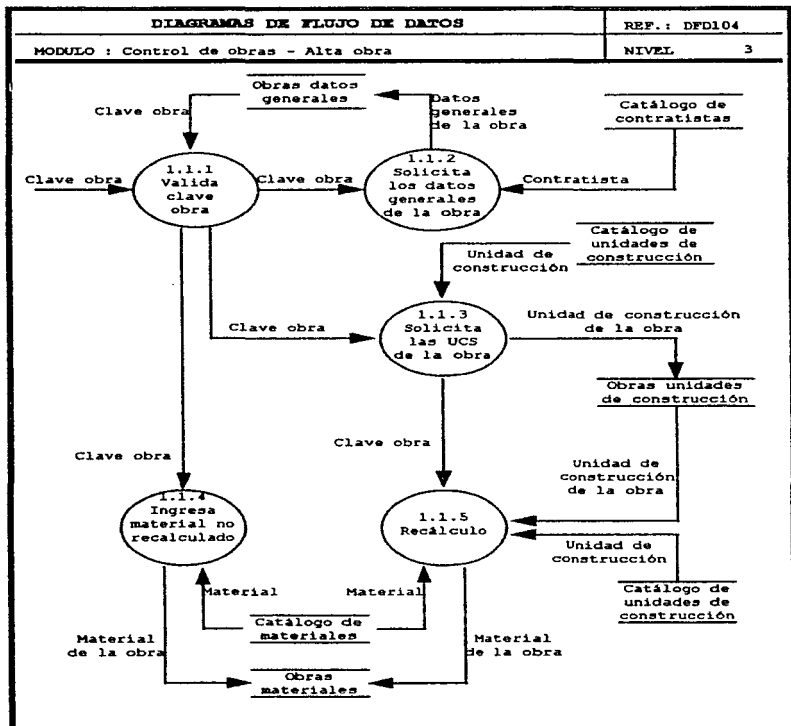 DIAGRAMAS DE FLUJO DE DATOS
REF.: DFD104
MODULO : Control de obras - Alta obra
NIVEL 3
Obras datos
generales
Clave obra
Datos
generales
de la obra
Catálogo de
contratistas
Clave obra
1.1.1
Valida
clave
obra
Clave obra
1.1.2
Solicita
los datos
generales
de la obra
Contratista
Catálogo de
unidades de
construcción
Unidad de
construcción
Clave obra
1.1.3
Solicita
las UCS
de la obra
Unidad de construcción
de la obra
Obras unidades
de construcción
Clave obra
Clave obra
Unidad de
construcción
de la obra
1.1.4
Ingresa
material no
recalculado
1.1.5
Recálculo
Unidad de
construcción
Catálogo de
unidades de
construcción
Material
Material
Catálogo de
materiales
Material
de la obra
Material
de la obra
Obras
materiales